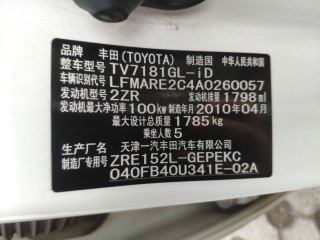 品牌 丰田(TOYOTA) 制造国 中华人民共和国
整车型号 TV7181GL-iD
车辆识别代号 LFMARE2C4A0260057
发动机型号 2ZR 发动机排量 1798ml
发动机最大净功率 100kw 制造年月 2010年04月
最大允许总质量 1785kg
乘坐人数 5
生产厂名 天津一汽丰田汽车有限公司
制造厂专用号 ZRE152L-GEPEKC
040FB40U341E-02A